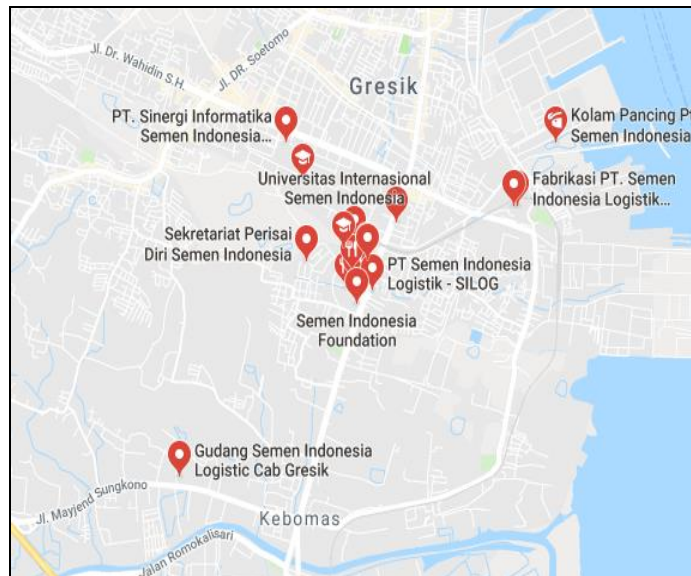 Jl. Dr. Wahidin S.H.
Jl. DR. Soetomo
Gresik
PT. Sinergi Informatika
Semen Indonesia...
Kolam Pancing Pt
Semen Indonesia
Universitas Internasional
Semen Indonesia
Fabrikasi PT. Semen
Indonesia Logistik...
Sekretariat Perisai
Diri Semen Indonesia
PT Semen Indonesia
Logistik - SILOG
Semen Indonesia
Foundation
Gudang Semen Indonesia
Logistic Cab Gresik
Jl. Mayjend Sungkono
Kebomas
Jalan Romokalisari